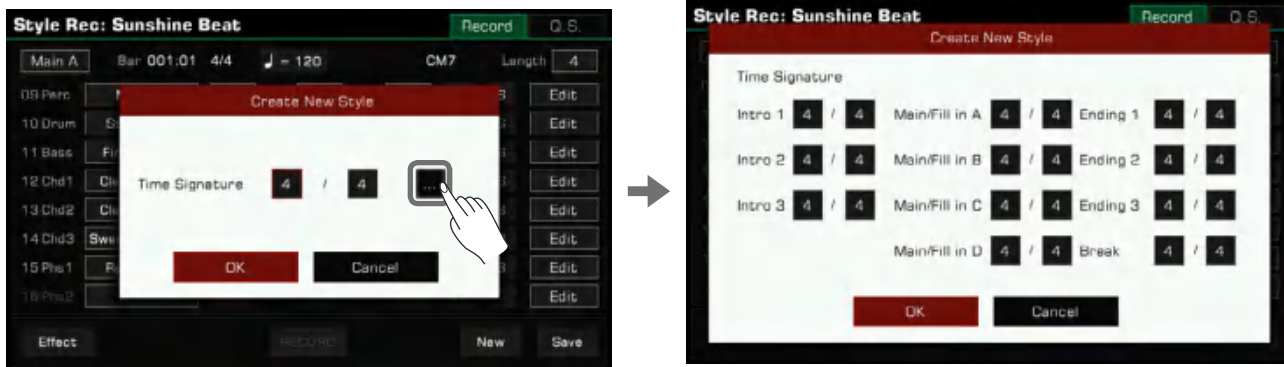 Style Rec: Sunshine Beat Record Q.S.
Main A Bar 001:01 4/4 ♩ = 120 CM7 Length 4
09 Perc Edit
Create New Style
10 Drum Edit
11 Bass Edit
12 Chd1 Time Signature 4 / 4 ... Edit
13 Chd2 Edit
14 Chd3 Edit
15 Phs1 OK Cancel Edit
16 Phs2 Edit
Effect RECORD New Save
Style Rec: Sunshine Beat Record Q.S.
Create New Style
Time Signature
Intro 1 4 / 4 Main/Fill in A 4 / 4 Ending 1 4 / 4
Intro 2 4 / 4 Main/Fill in B 4 / 4 Ending 2 4 / 4
Intro 3 4 / 4 Main/Fill in C 4 / 4 Ending 3 4 / 4
Main/Fill in D 4 / 4 Break 4 / 4
OK Cancel